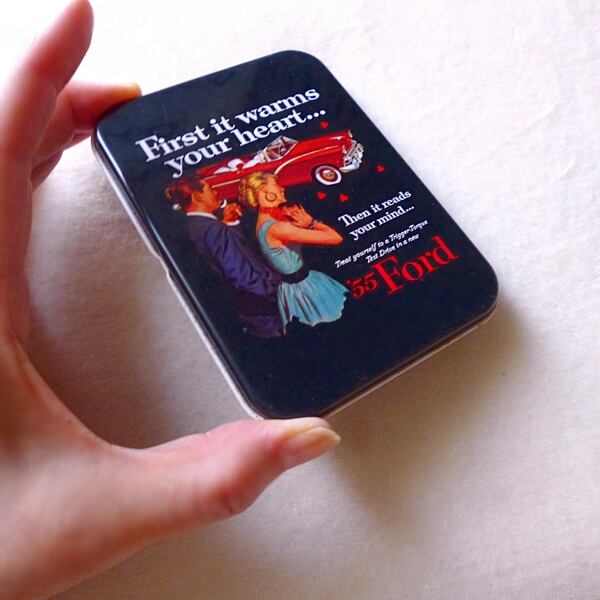 First it warms
your heart...
Then it reads
your mind...
Treat yourself to a Trigger-Torque
Test Drive in a new
'55 Ford